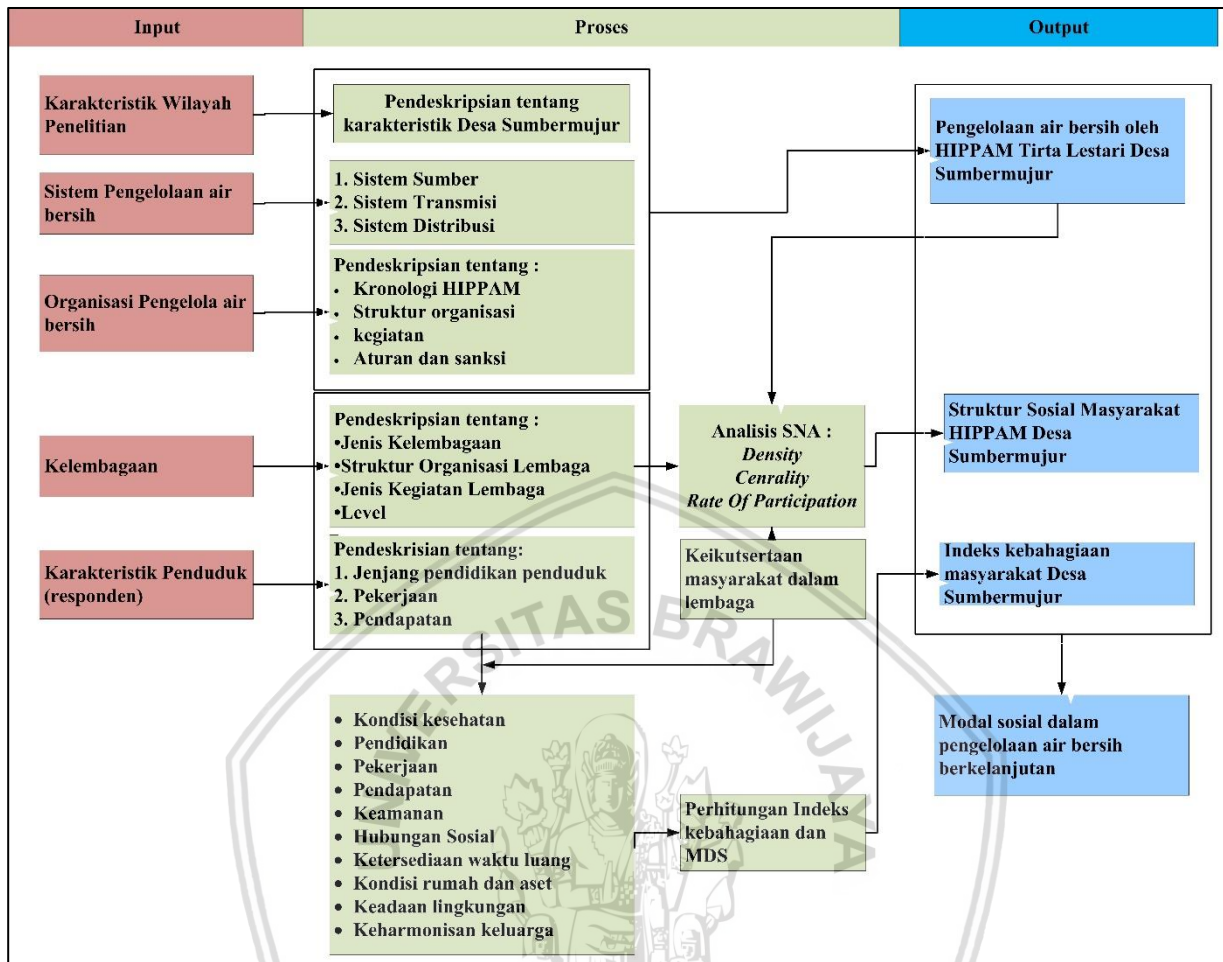 Input
Proses
Output
Karakteristik Wilayah
Penelitian
Pendeskripsian tentang
karakteristik Desa Sumbermujur
Pengelolaan air bersih oleh
HIPPAM Tirta Lestari Desa
Sumbermujur
Sistem Pengelolaan air
bersih
1. Sistem Sumber
2. Sistem Transmisi
3. Sistem Distribusi
Organisasi Pengelola air
bersih
Pendeskripsian tentang :
• Kronologi HIPPAM
• Struktur organisasi
• kegiatan
• Aturan dan sanksi
Kelembagaan
Pendeskripsian tentang :
•Jenis Kelembagaan
•Struktur Organisasi Lembaga
•Jenis Kegiatan Lembaga
•Level
Analisis SNA :
Density
Cenrality
Rate Of Participation
Struktur Sosial Masyarakat
HIPPAM Desa
Sumbermujur
Karakteristik Penduduk
(responden)
Pendeskrisian tentang:
1. Jenjang pendidikan penduduk
2. Pekerjaan
3. Pendapatan
Keikutsertaan
masyarakat dalam
lembaga
Indeks kebahagiaan
masyarakat Desa
Sumbermujur
• Kondisi kesehatan
• Pendidikan
• Pekerjaan
• Pendapatan
• Keamanan
• Hubungan Sosial
• Ketersediaan waktu luang
• Kondisi rumah dan aset
• Keadaan lingkungan
• Keharmonisan keluarga
Perhitungan Indeks
kebahagiaan dan
MDS
Modal sosial dalam
pengelolaan air bersih
berkelanjutan
UNIVERSITAS BRAWIJAYA